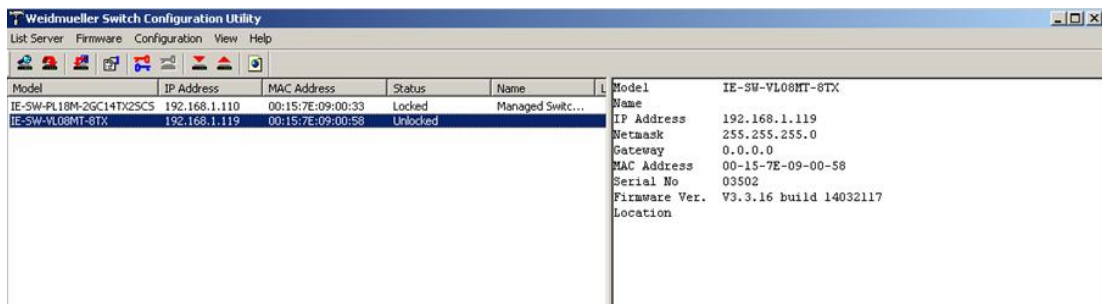 Weidmueller Switch Configuration Utility
List Server Firmware Configuration View Help
Model IP Address MAC Address Status Name L
IE-SW-PL18M-2GC14TX2SCS 192.168.1.110 00:15:7E:09:00:33 Locked Managed Switc...
IE-SW-VL08MT-8TX 192.168.1.119 00:15:7E:09:00:58 Unlocked
Model IE-SW-VL08MT-8TX
Name
IP Address 192.168.1.119
Netmask 255.255.255.0
Gateway 0.0.0.0
MAC Address 00-15-7E-09-00-58
Serial No 03502
Firmware Ver. V3.3.16 build 14032117
Location